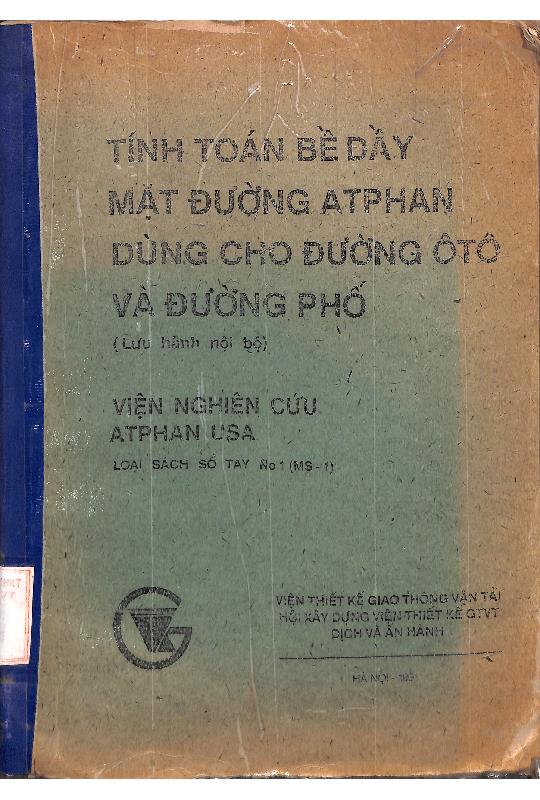 TÍNH TOÁN BỀ DẦY
MẶT ĐƯỜNG ATPHAN
DÙNG CHO ĐƯỜNG ÔTÔ
VÀ ĐƯỜNG PHỐ
(Lưu hành nội bộ)
VIỆN NGHIÊN CỨU
ATPHAN USA
LOẠI SÁCH SỔ TAY No 1 (MS - 1)
VIỆN THIẾT KẾ GIAO THÔNG VẬN TẢI
HỘI XÂY DỰNG VIỆN THIẾT KẾ GTVT
DỊCH VÀ ẤN HÀNH
HÀ NỘI -